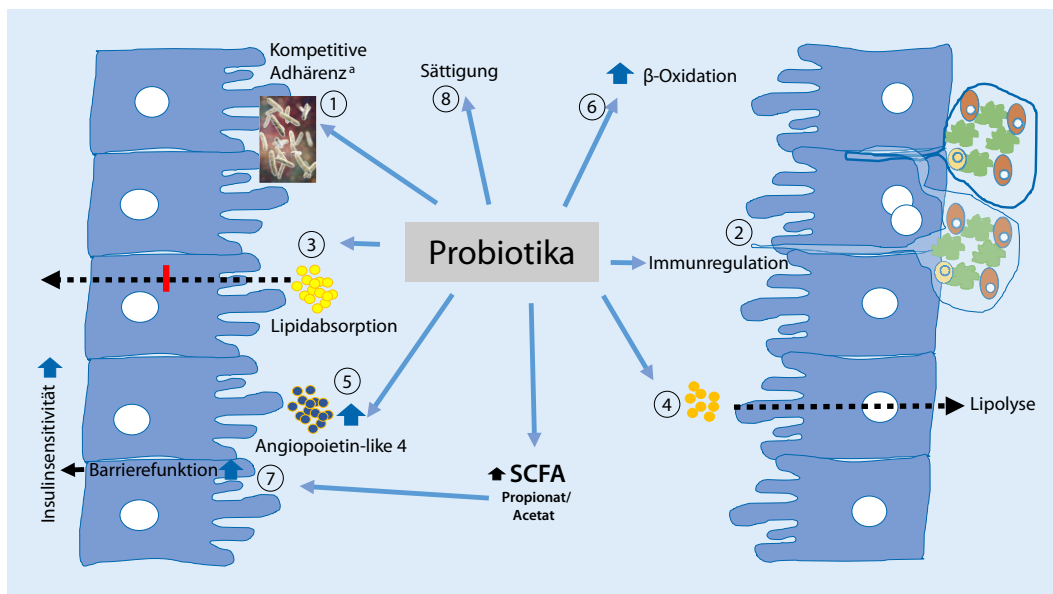 Kompetitive
Adhärenz a
1
Sättigung
8
β-Oxidation
6
Probiotika
2
Immunregulation
3
Lipidabsorption
4
Lipolyse
5
Angiopoietin-like 4
Insulinsensitivität
Barrierefunktion
7
SCFA
Propionat/
Acetat